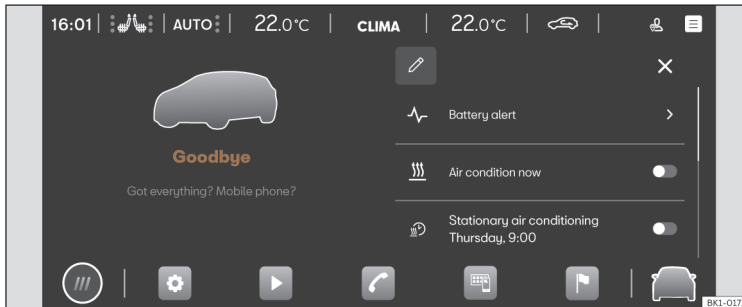 16:01
AUTO
22.0°C
CLIMA
22.0°C
Battery alert
Goodbye
Air condition now
Got everything? Mobile phone?
Stationary air conditioning
Thursday, 9:00
BK1-017